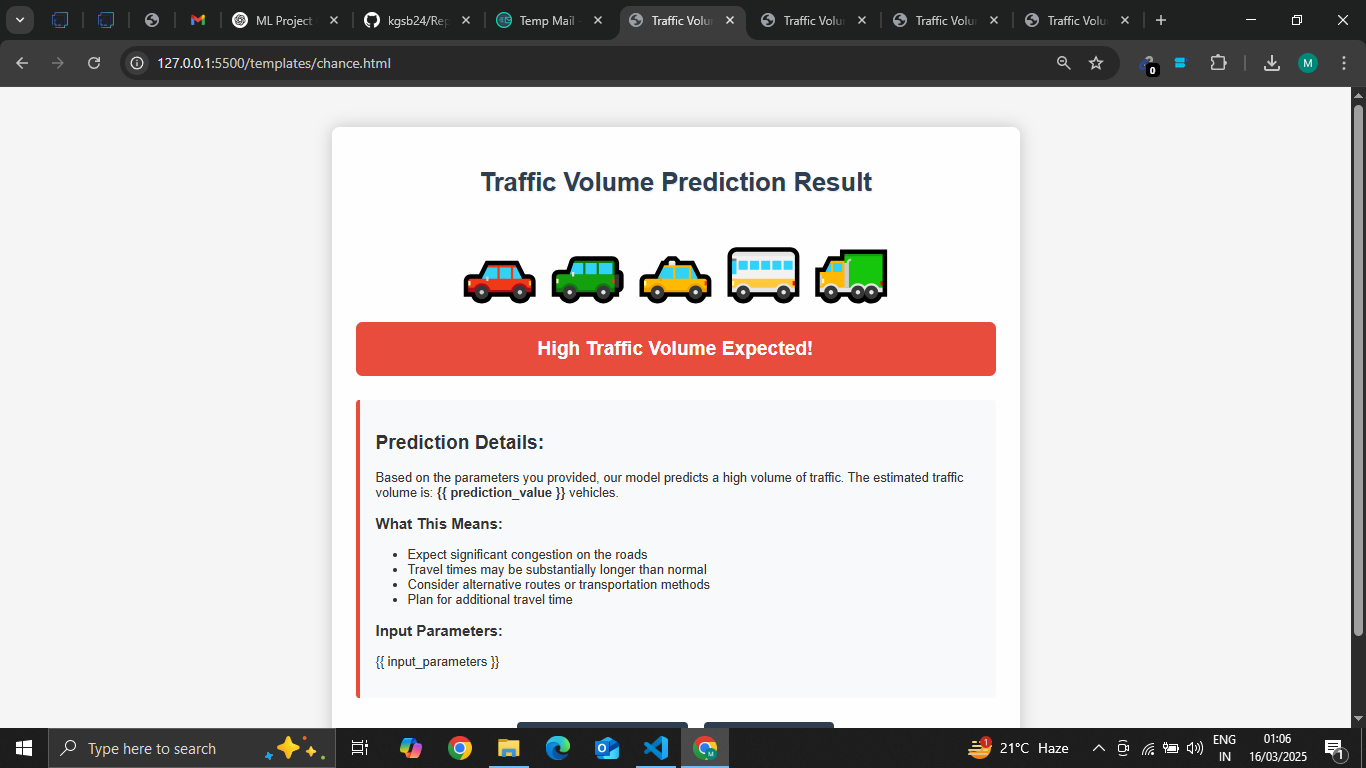 ML Project
kgsb24/Rep
Temp Mail
Traffic Volu
Traffic Volu
Traffic Volu
Traffic Volu
127.0.0.1:5500/templates/chance.html
0
M
Traffic Volume Prediction Result
High Traffic Volume Expected!
Prediction Details:
Based on the parameters you provided, our model predicts a high volume of traffic. The estimated traffic
volume is: {{ prediction_value }} vehicles.
What This Means:
• Expect significant congestion on the roads
• Travel times may be substantially longer than normal
• Consider alternative routes or transportation methods
• Plan for additional travel time
Input Parameters:
{{ input_parameters }}
Type here to search
1
21°C Haze
ENG
IN
01:06
16/03/2025
1